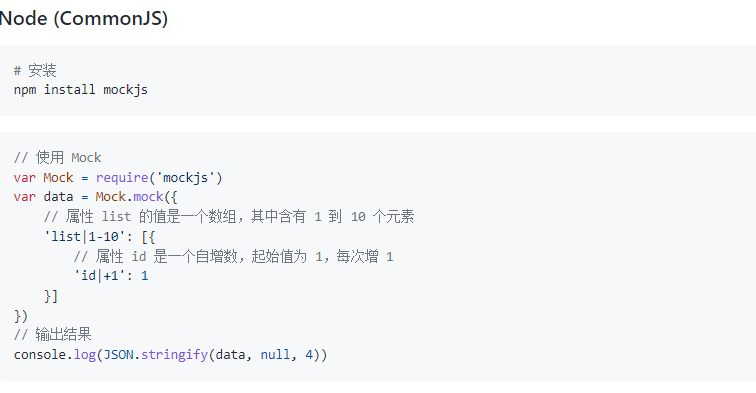 Node (CommonJS)
# 安装
npm install mockjs
// 使用 Mock
var Mock = require('mockjs')
var data = Mock.mock({
    // 属性 list 的值是一个数组，其中含有 1 到 10 个元素
    'list|1-10': [{
        // 属性 id 是一个自增数，起始值为 1，每次增 1
        'id|+1': 1
    }]
})
// 输出结果
console.log(JSON.stringify(data, null, 4))